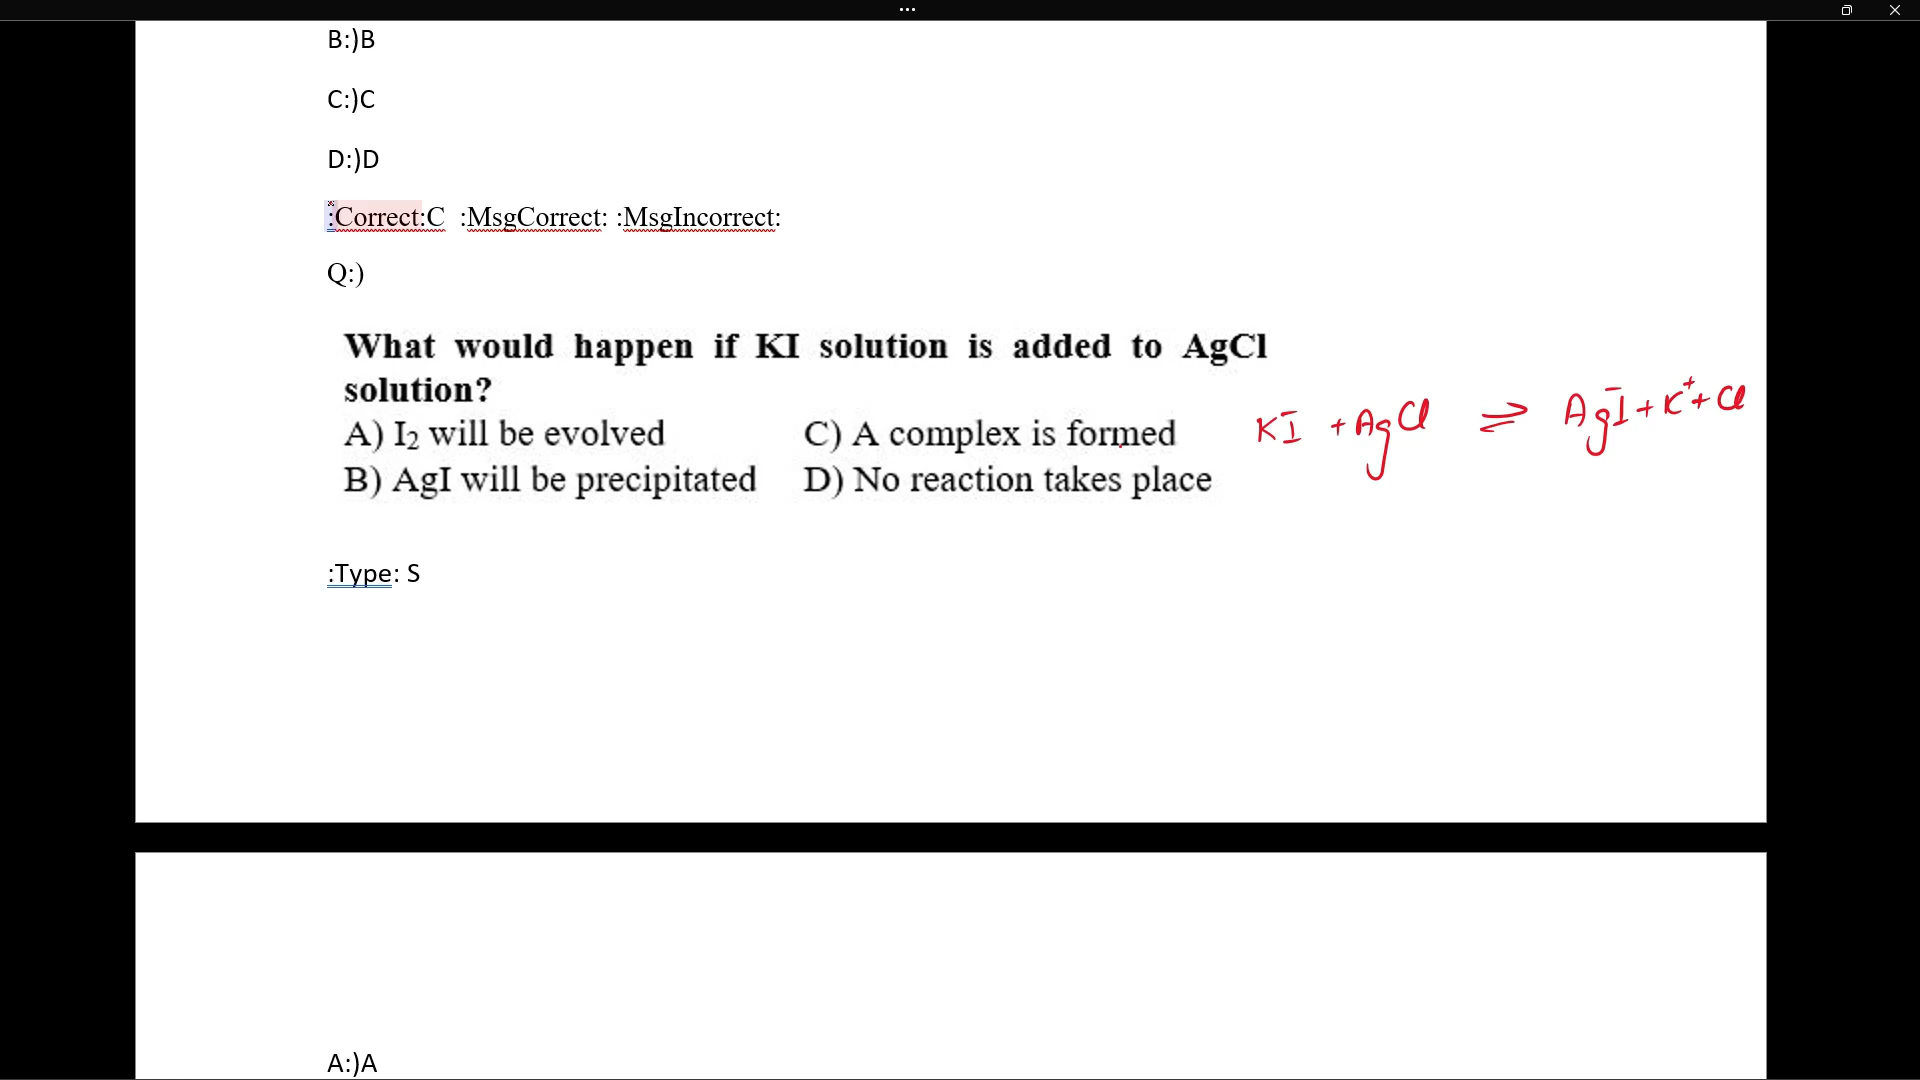 B:)B
C:)C
D:)D
:Correct:C :MsgCorrect: :MsgIncorrect:
Q:)
What would happen if KI solution is added to AgCl
solution?
A) I₂ will be evolved C) A complex is formed
B) AgI will be precipitated D) No reaction takes place
KI + AgCl ⇌ AgI + K⁺ + Cl
:Type: S
A:)A